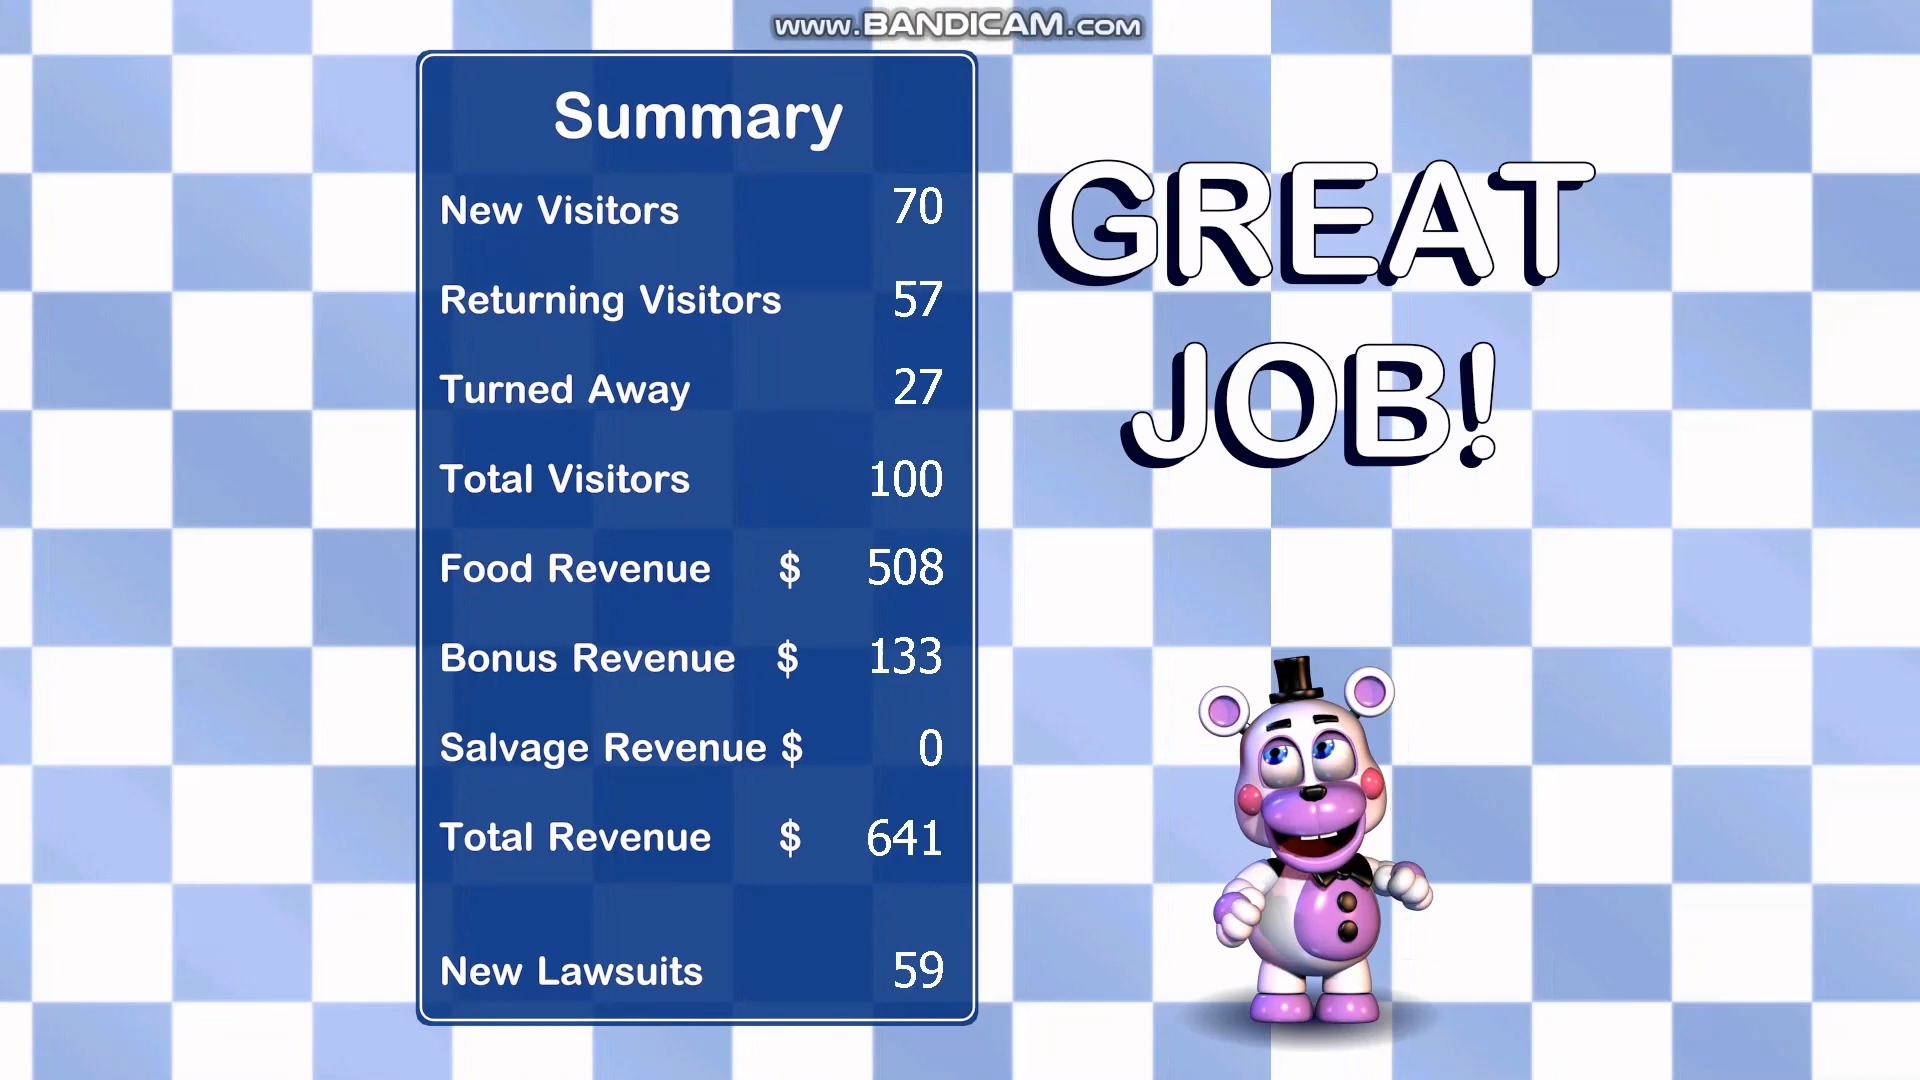 www.BANDICAM.com
Summary
New Visitors 70
Returning Visitors 57
Turned Away 27
Total Visitors 100
Food Revenue $ 508
Bonus Revenue $ 133
Salvage Revenue $ 0
Total Revenue $ 641
New Lawsuits 59
GREAT
JOB!